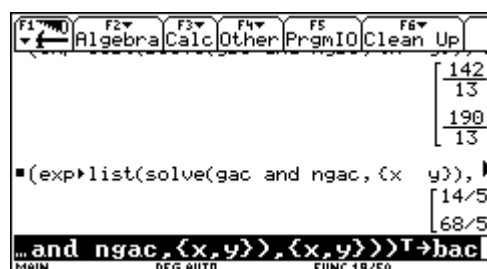 F1 F2 F3 F4 F5 F6
Algebra Calc Other PrgmIO Clean Up
142
13
190
13
▪(exp▸list(solve(gac and ngac,{x y}),
14/5
68/5
…and ngac,{x,y}),{x,y}))ᵀ→bac
MAIN DEG AUTO FUNC 19/50